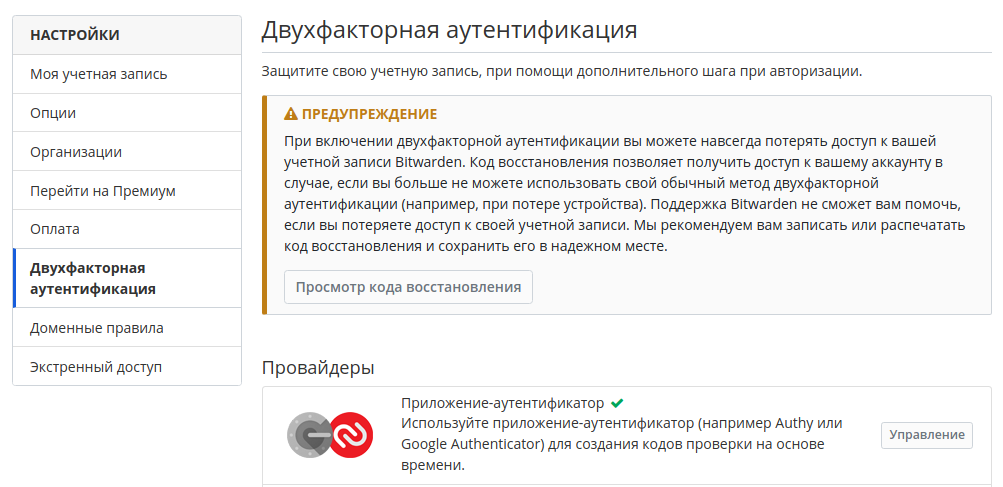 НАСТРОЙКИ
Моя учетная запись
Опции
Организации
Перейти на Премиум
Оплата
Двухфакторная
аутентификация
Доменные правила
Экстренный доступ
Двухфакторная аутентификация
Защитите свою учетную запись, при помощи дополнительного шага при авторизации.
ПРЕДУПРЕЖДЕНИЕ
При включении двухфакторной аутентификации вы можете навсегда потерять доступ к вашей
учетной записи Bitwarden. Код восстановления позволяет получить доступ к вашему аккаунту в
случае, если вы больше не можете использовать свой обычный метод двухфакторной
аутентификации (например, при потере устройства). Поддержка Bitwarden не сможет вам помочь,
если вы потеряете доступ к своей учетной записи. Мы рекомендуем вам записать или распечатать
код восстановления и сохранить его в надежном месте.
Просмотр кода восстановления
Провайдеры
Приложение-аутентификатор
Используйте приложение-аутентификатор (например Authy или
Google Authenticator) для создания кодов проверки на основе
времени.
Управление